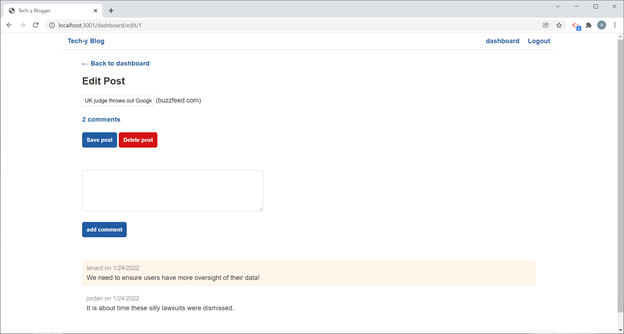 Tech-y Blogger
localhost:3001/dashboard/edit/1
Tech-y Blog
dashboard
Logout
← Back to dashboard
Edit Post
UK judge throws out Googl
(buzzfeed.com)
2 comments
Save post
Delete post
add comment
lenard on 1/24/2022
We need to ensure users have more oversight of their data!
jordan on 1/24/2022
It is about time these silly lawsuits were dismissed.